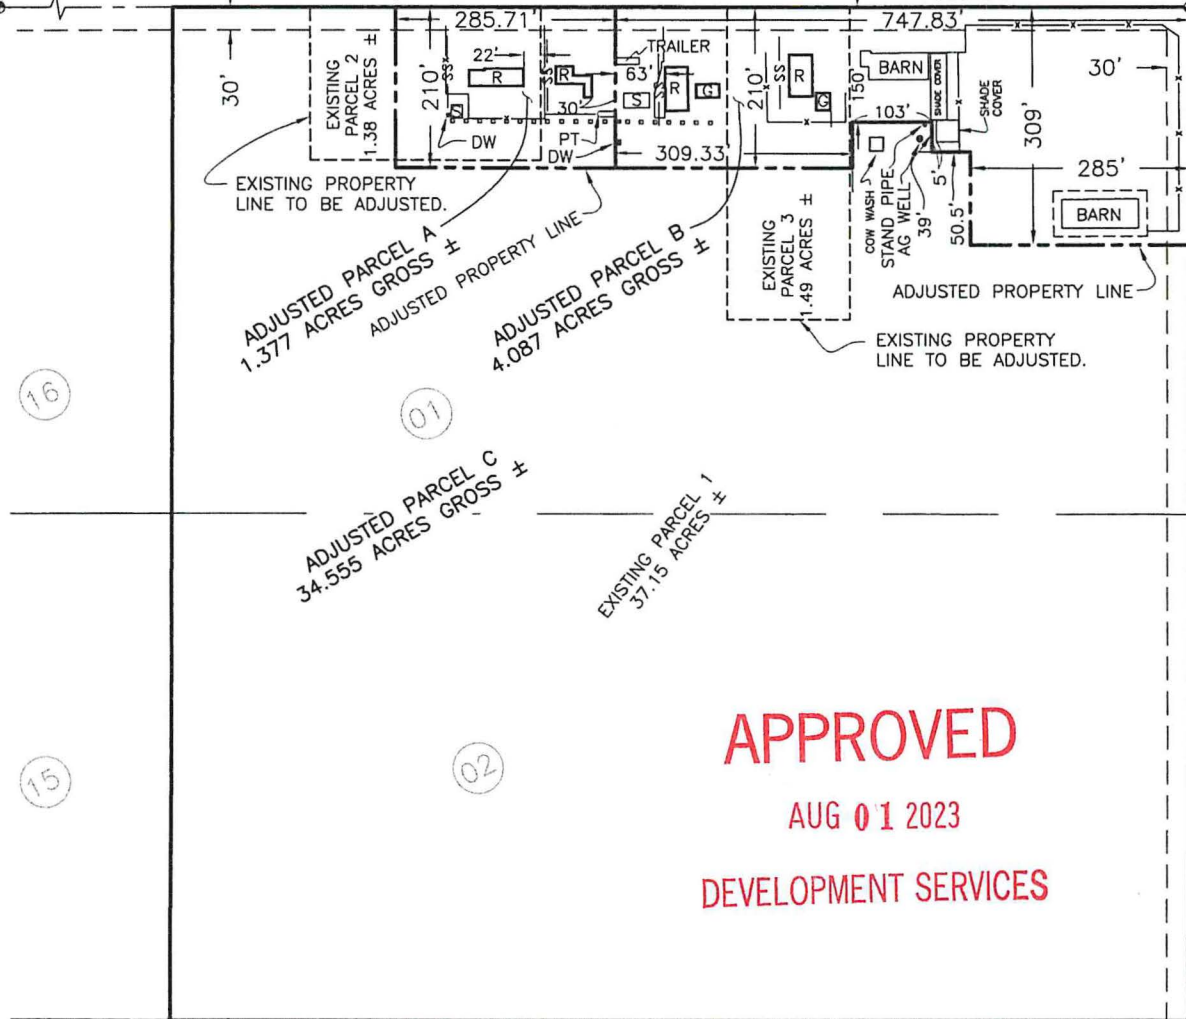 285.71'
747.83'
30'
EXISTING
PARCEL 2
1.38 ACRES ±
210'
SS
22'
R
SS
R
30'
S
DW
PT
DW
TRAILER
63'
S
SS
R
G
309.33
210'
SS
R
G
150'
BARN
SHADE COVER
SHADE
COVER
103'
309'
30'
285'
BARN
COW WASH
STAND PIPE
AG WELL
39'
5'
50.5'
EXISTING PROPERTY
LINE TO BE ADJUSTED.
ADJUSTED PARCEL A
1.377 ACRES GROSS ±
ADJUSTED PROPERTY LINE
ADJUSTED PARCEL B
4.087 ACRES GROSS ±
EXISTING
PARCEL 3
1.49 ACRES ±
ADJUSTED PROPERTY LINE
EXISTING PROPERTY
LINE TO BE ADJUSTED.
16
01
ADJUSTED PARCEL C
34.555 ACRES GROSS ±
EXISTING PARCEL 1
37.15 ACRES ±
15
02
APPROVED
AUG 01 2023
DEVELOPMENT SERVICES